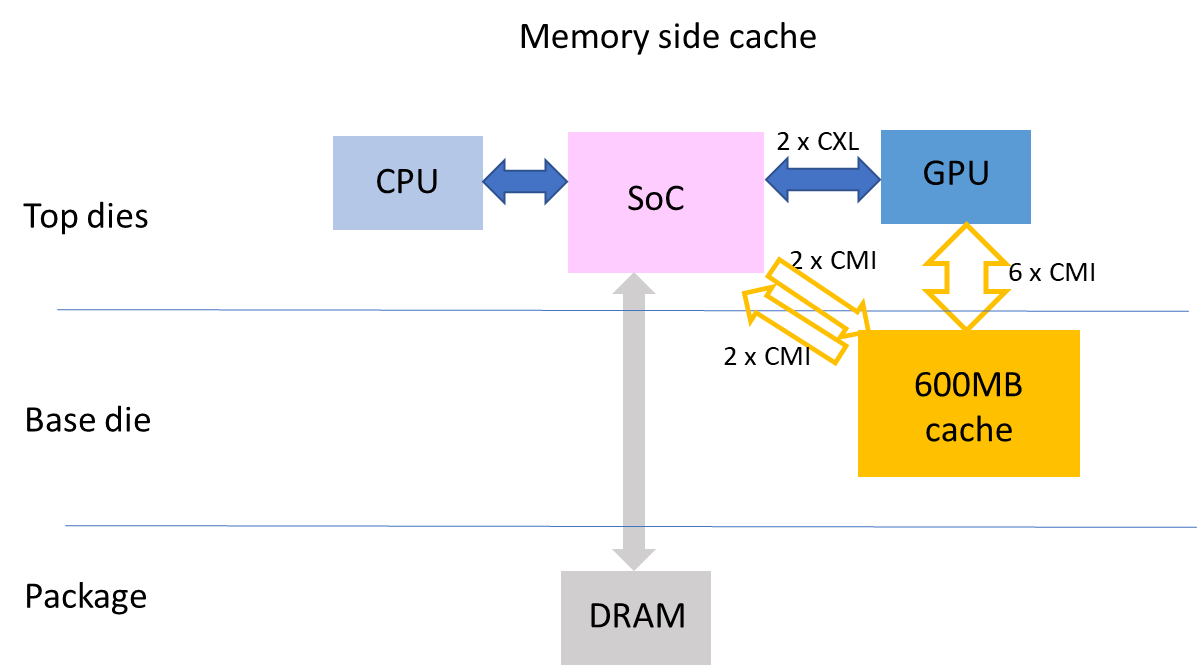 Memory side cache
2 x CXL
CPU
SoC
GPU
Top dies
2 x CMI
6 x CMI
2 x CMI
600MB
cache
Base die
Package
DRAM